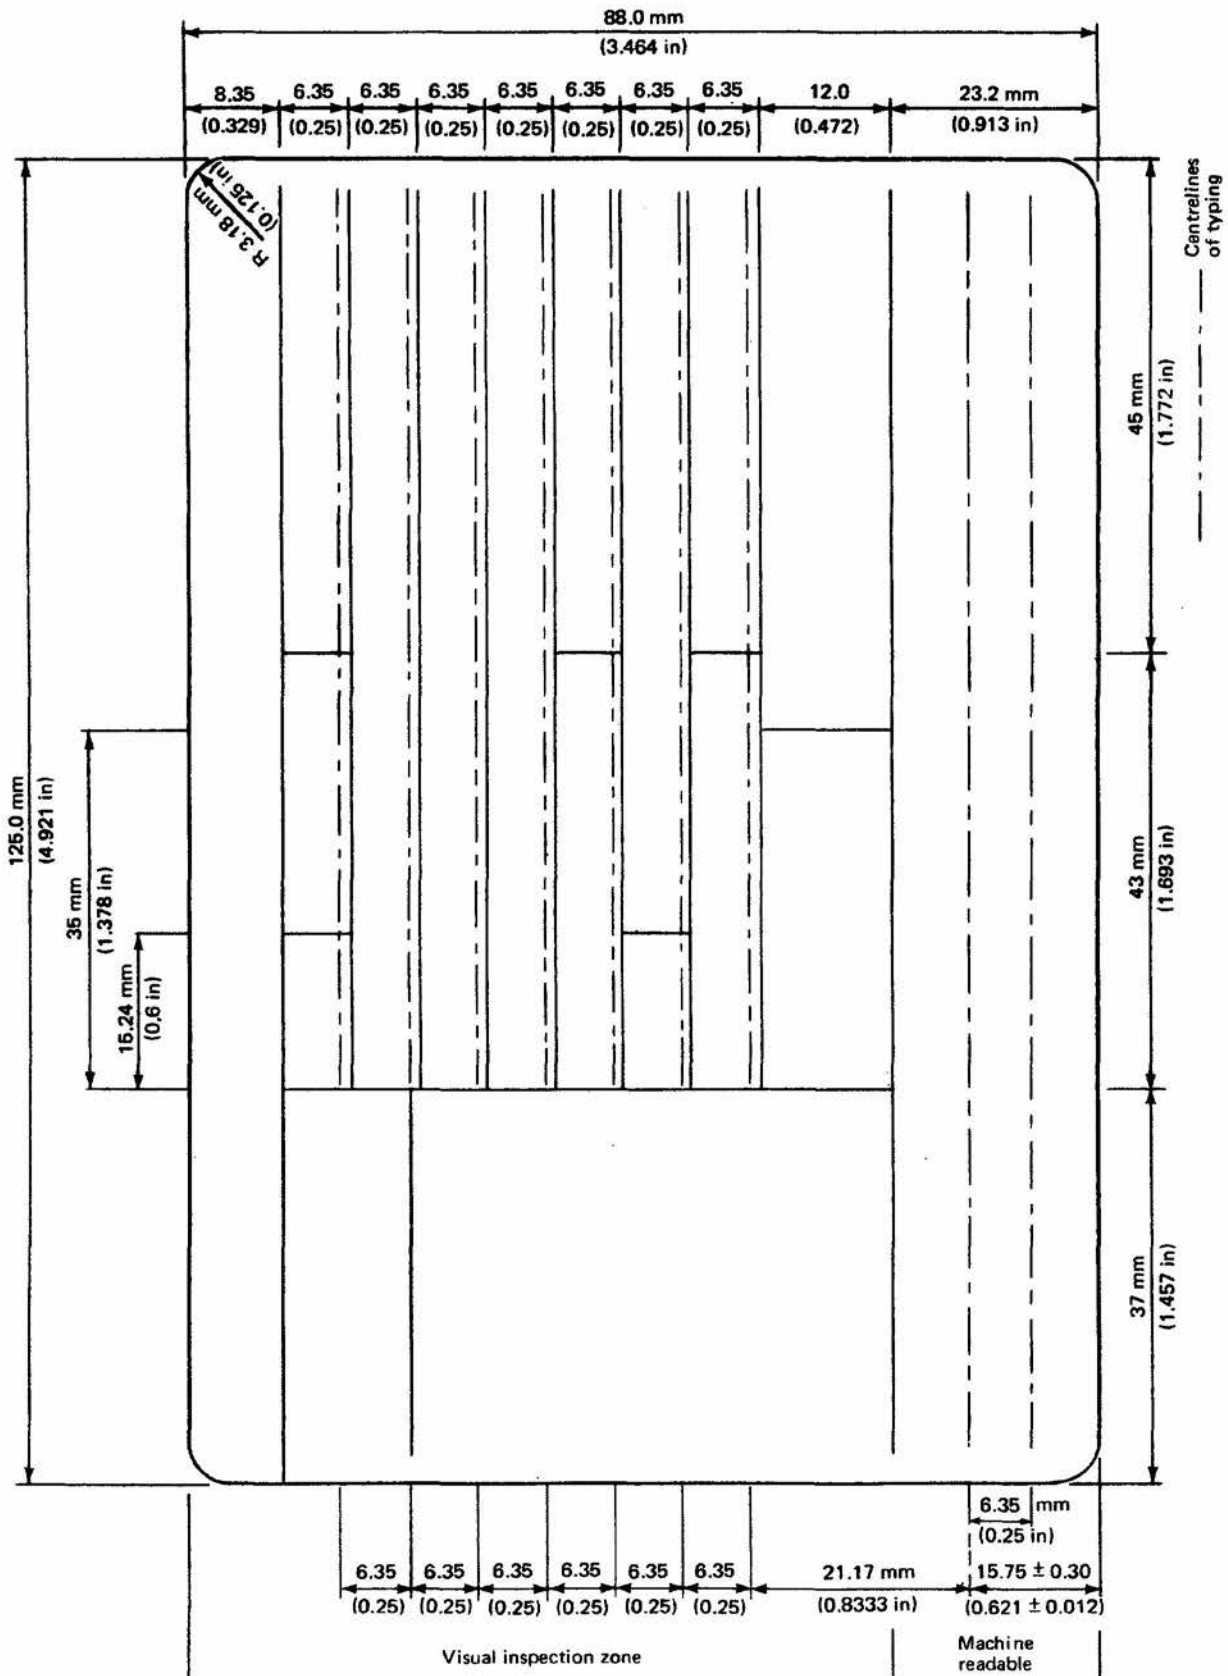 88.0 mm
(3.464 in)
8.35 6.35 6.35 6.35 6.35 6.35 6.35 6.35 12.0 23.2 mm
(0.329) (0.25) (0.25) (0.25) (0.25) (0.25) (0.25) (0.25) (0.472) (0.913 in)
R 3.18 mm
(0.125 in)
Centrelines
of typing
45 mm
(1.772 in)
125.0 mm
(4.921 in)
35 mm
(1.378 in)
15.24 mm
(0,6 in)
43 mm
(1.693 in)
37 mm
(1.457 in)
6.35 mm
(0.25 in)
6.35 6.35 6.35 6.35 6.35 6.35 21.17 mm 15.75 ± 0.30
(0.25) (0.25) (0.25) (0.25) (0.25) (0.25) (0.8333 in) (0.621 ± 0.012)
Visual inspection zone
Machine
readable